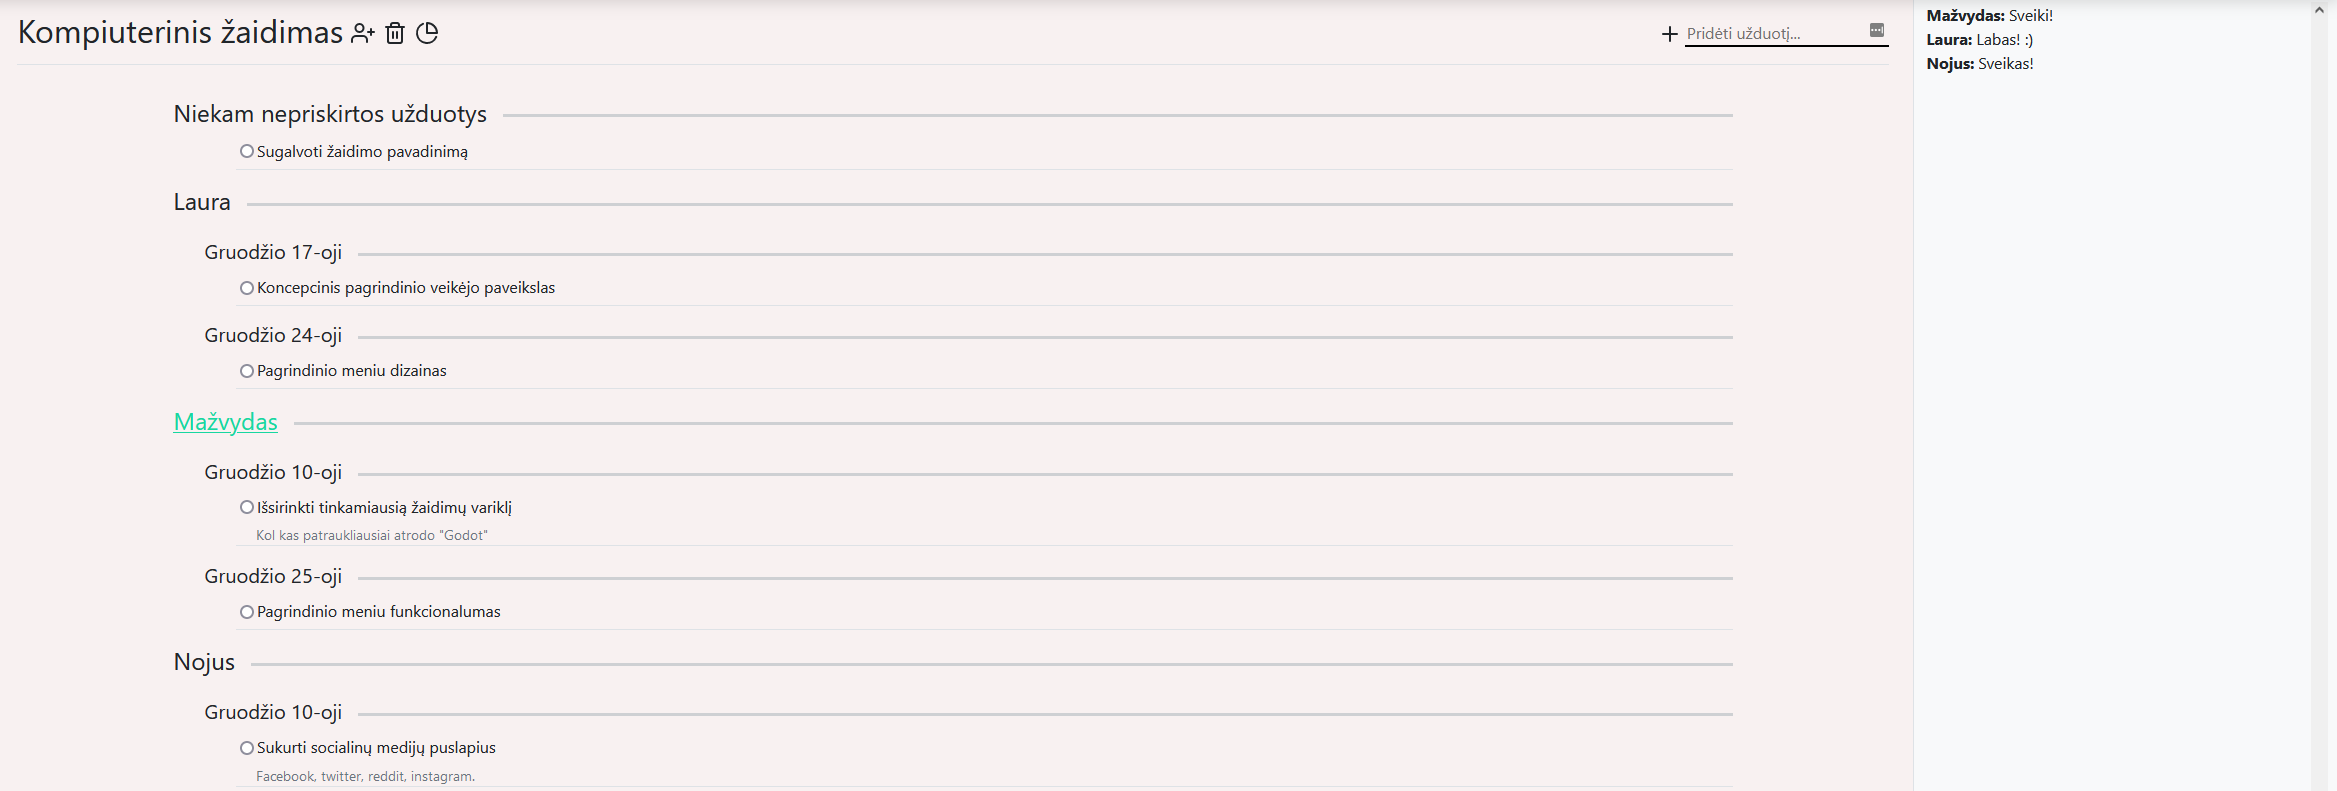 Kompiuterinis žaidimas
Pridėti užduotį...
Niekam nepriskirtos užduotys
Sugalvoti žaidimo pavadinimą
Laura
Gruodžio 17-oji
Koncepcinis pagrindinio veikėjo paveikslas
Gruodžio 24-oji
Pagrindinio meniu dizainas
Mažvydas
Gruodžio 10-oji
Išsirinkti tinkamiausią žaidimų variklį
Kol kas patraukliausiai atrodo "Godot"
Gruodžio 25-oji
Pagrindinio meniu funkcionalumas
Nojus
Gruodžio 10-oji
Sukurti socialinų medijų puslapius
Facebook, twitter, reddit, instagram.
Mažvydas: Sveiki!
Laura: Labas! :)
Nojus: Sveikas!